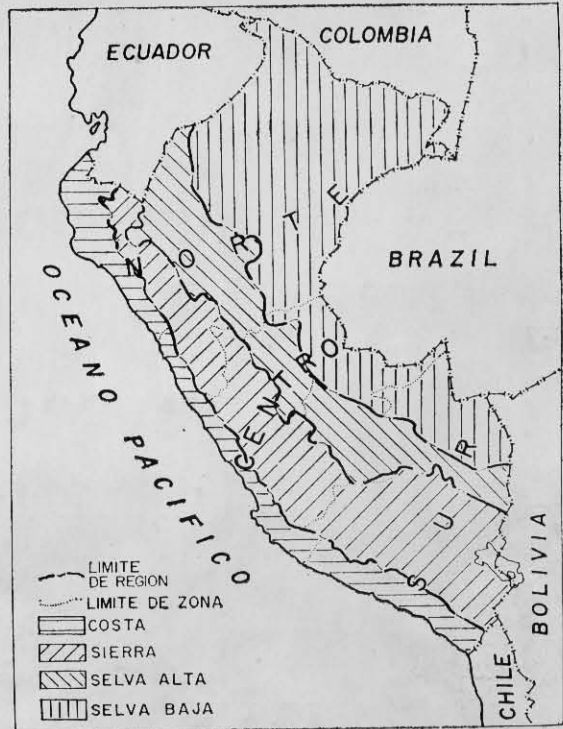 COLOMBIA
ECUADOR
NORTE
BRAZIL
OCEANO PACIFICO
CENTRO
SUR
BOLIVIA
CHILE
LIMITE
DE REGION
LIMITE DE ZONA
COSTA
SIERRA
SELVA ALTA
SELVA BAJA